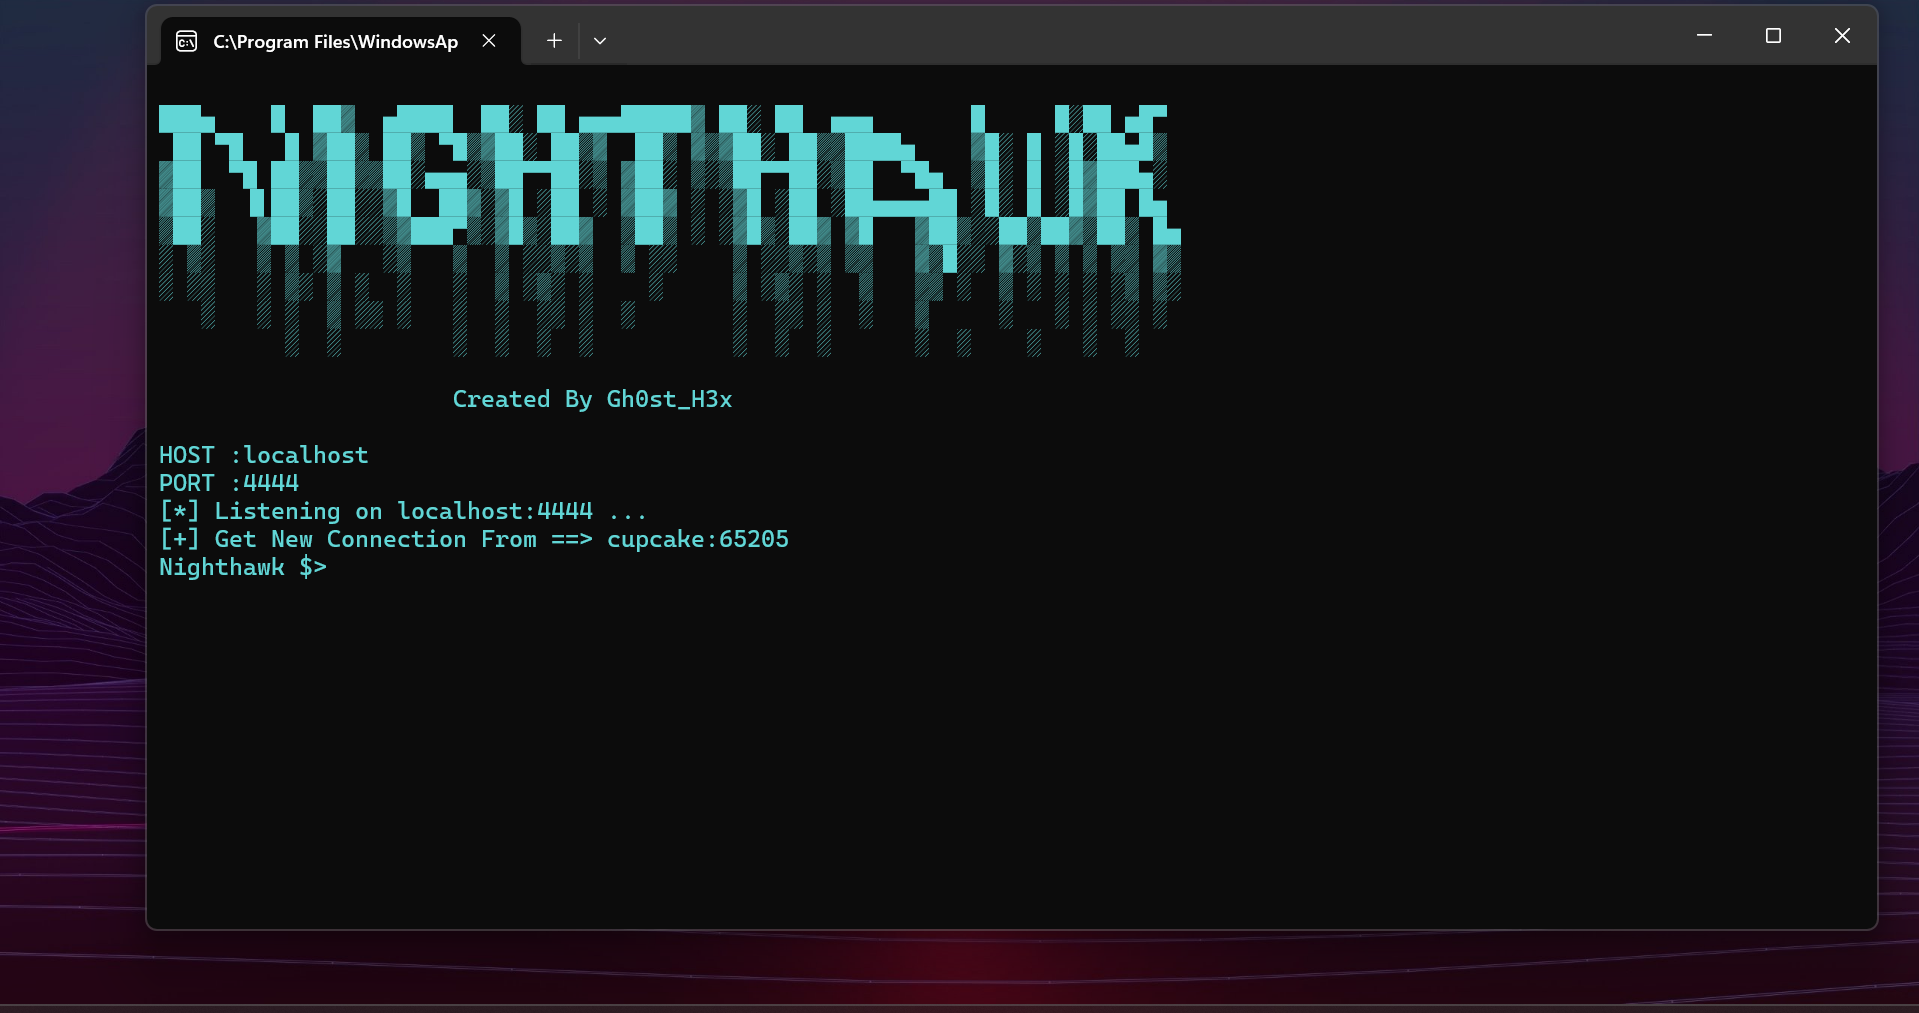 C:\Program Files\WindowsAp
NIGHTHAWK
Created By Gh0st_H3x
HOST :localhost
PORT :4444
[*] Listening on localhost:4444 ...
[+] Get New Connection From ==> cupcake:65205
Nighthawk $>